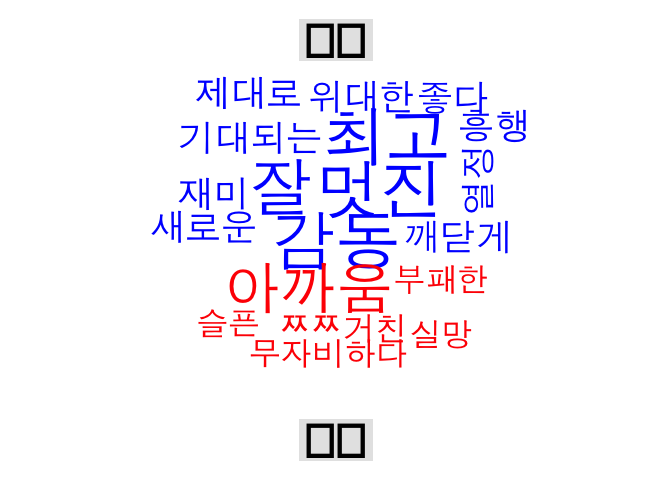 제대로 위대한 좋다
기대되는 최고 흥행
재미 잘 멋진 열정
새로운 감동 깨닫게
아까움 부패한
슬픈 ㅉㅉ 거친 실망
무자비하다